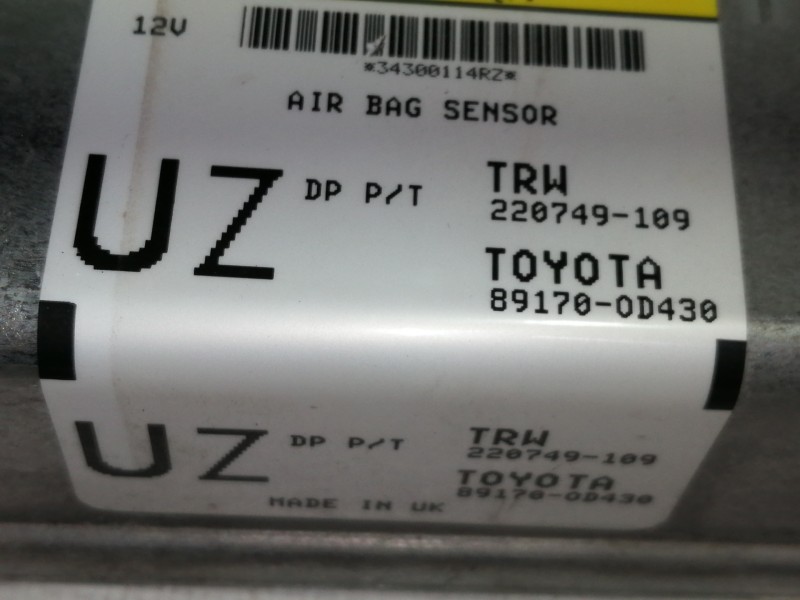 12V
*34300114RZ*
AIR BAG SENSOR
UZ DP P/T TRW
220749-109
TOYOTA
89170-0D430
UZ DP P/T TRW
220749-109
TOYOTA
89170-0D430
MADE IN UK